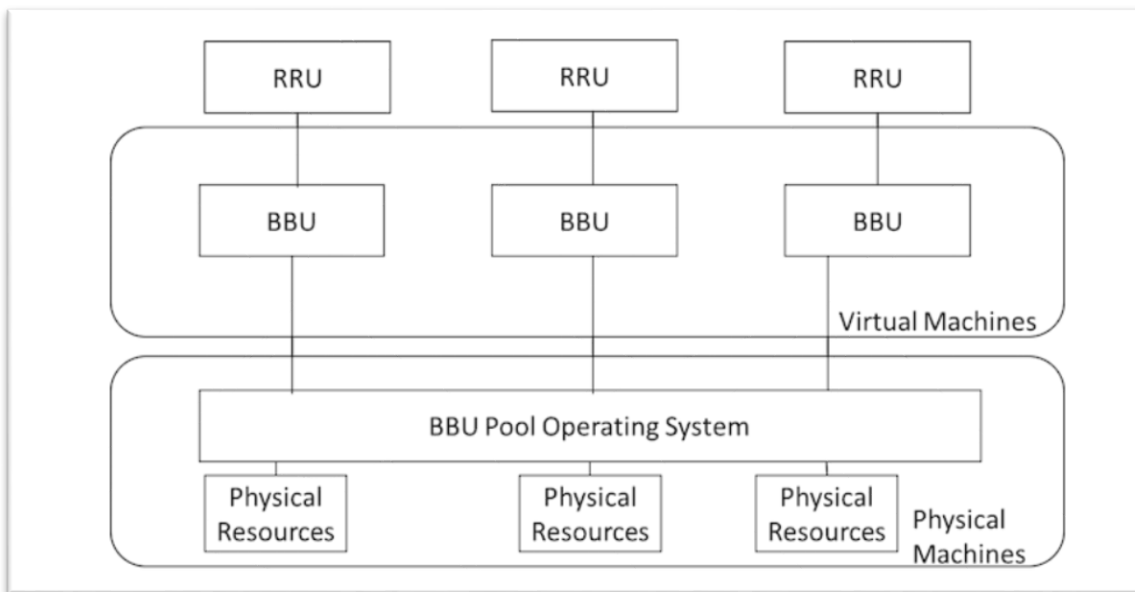 RRU
RRU
RRU
BBU
BBU
BBU
Virtual Machines
BBU Pool Operating System
Physical
Resources
Physical
Resources
Physical
Resources
Physical
Machines